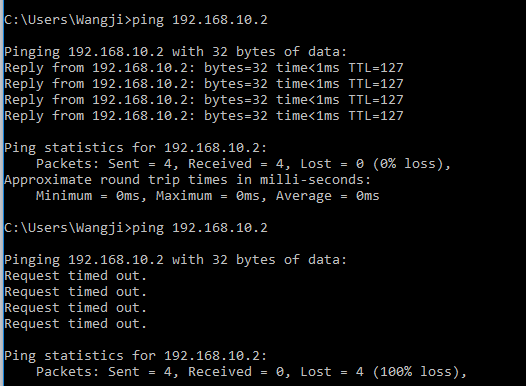 C:\Users\Wangji>ping 192.168.10.2
Pinging 192.168.10.2 with 32 bytes of data:
Reply from 192.168.10.2: bytes=32 time<1ms TTL=127
Reply from 192.168.10.2: bytes=32 time<1ms TTL=127
Reply from 192.168.10.2: bytes=32 time<1ms TTL=127
Reply from 192.168.10.2: bytes=32 time<1ms TTL=127
Ping statistics for 192.168.10.2:
    Packets: Sent = 4, Received = 4, Lost = 0 (0% loss),
Approximate round trip times in milli-seconds:
    Minimum = 0ms, Maximum = 0ms, Average = 0ms
C:\Users\Wangji>ping 192.168.10.2
Pinging 192.168.10.2 with 32 bytes of data:
Request timed out.
Request timed out.
Request timed out.
Request timed out.
Ping statistics for 192.168.10.2:
    Packets: Sent = 4, Received = 0, Lost = 4 (100% loss),